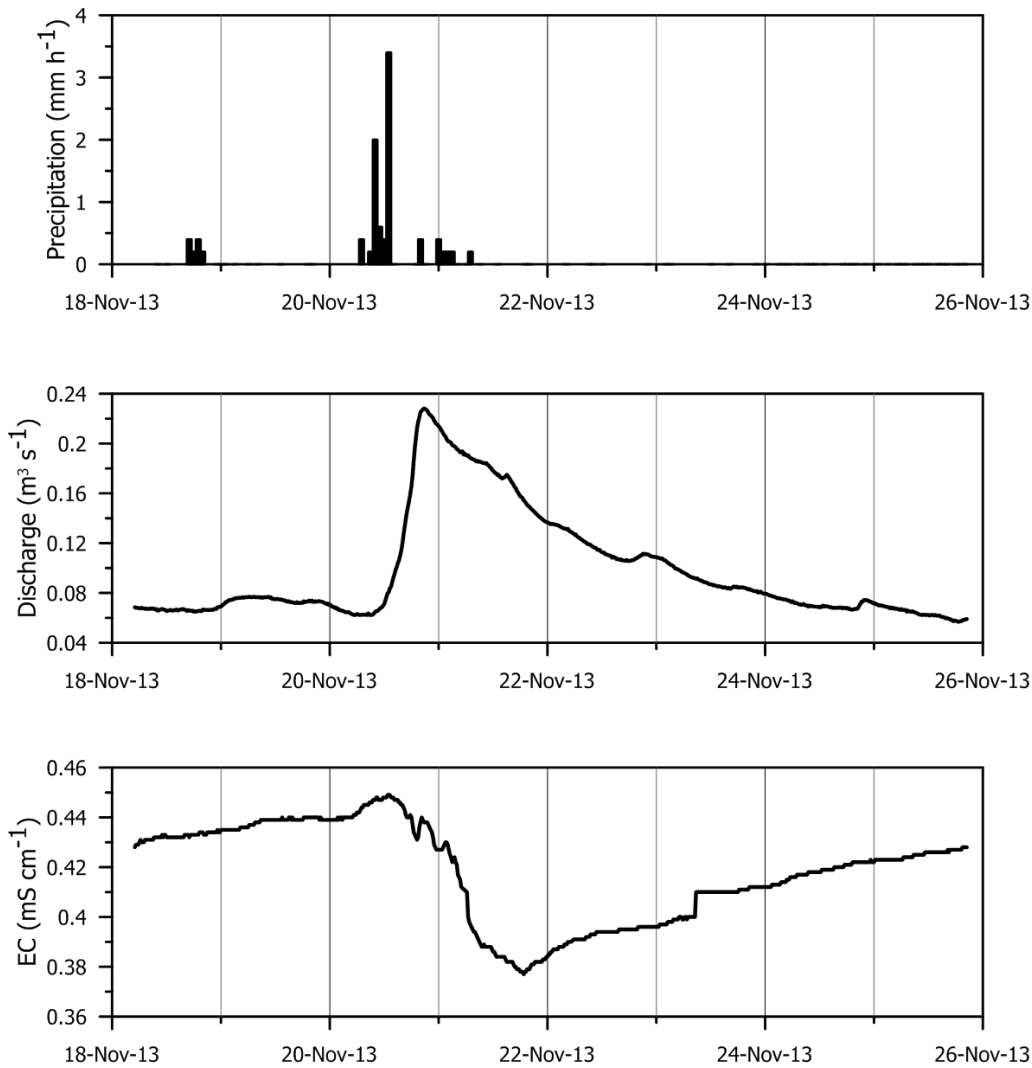 Precipitation (mm h⁻¹)
4
3
2
1
0
18-Nov-13 20-Nov-13 22-Nov-13 24-Nov-13 26-Nov-13
Discharge (m³ s⁻¹)
0.24
0.2
0.16
0.12
0.08
0.04
18-Nov-13 20-Nov-13 22-Nov-13 24-Nov-13 26-Nov-13
EC (mS cm⁻¹)
0.46
0.44
0.42
0.4
0.38
0.36
18-Nov-13 20-Nov-13 22-Nov-13 24-Nov-13 26-Nov-13